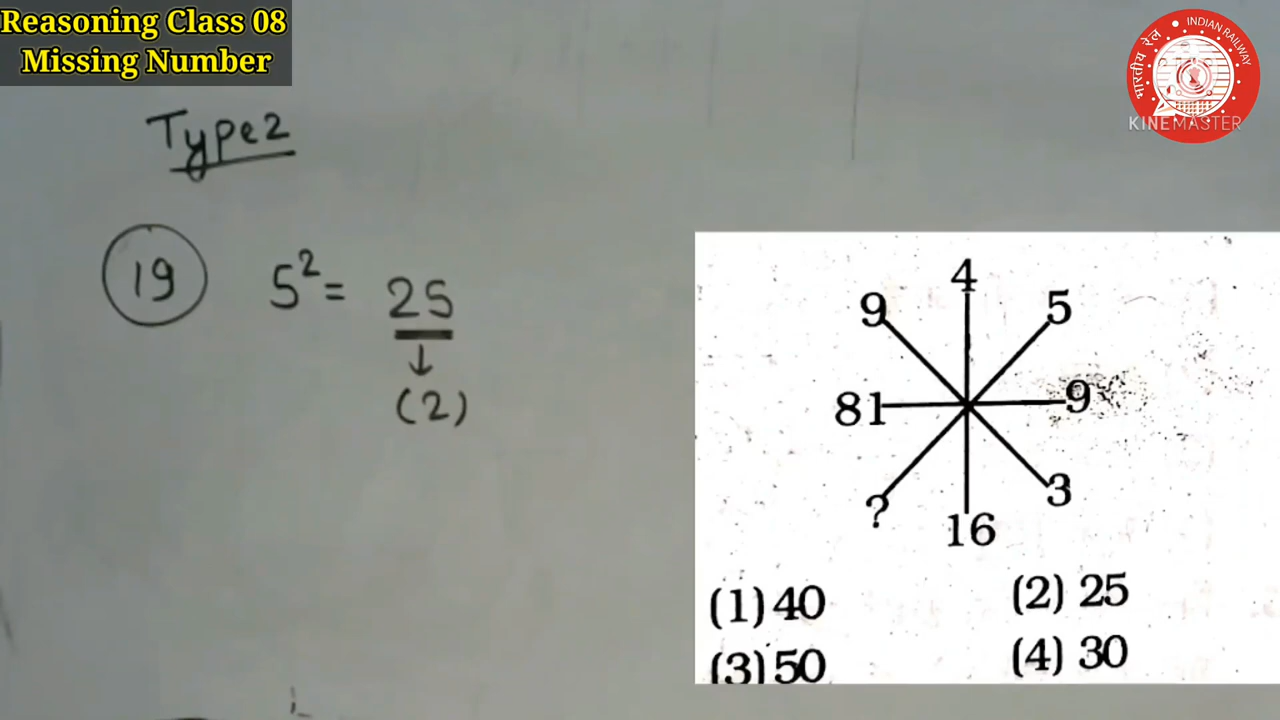 Reasoning Class 08
Missing Number
भारतीय रेल
INDIAN RAILWAY
KINEMASTER
Type2
19 5²= 25
(2)
4
9 5
81 9
? 3
16
(1) 40 (2) 25
(3) 50 (4) 30